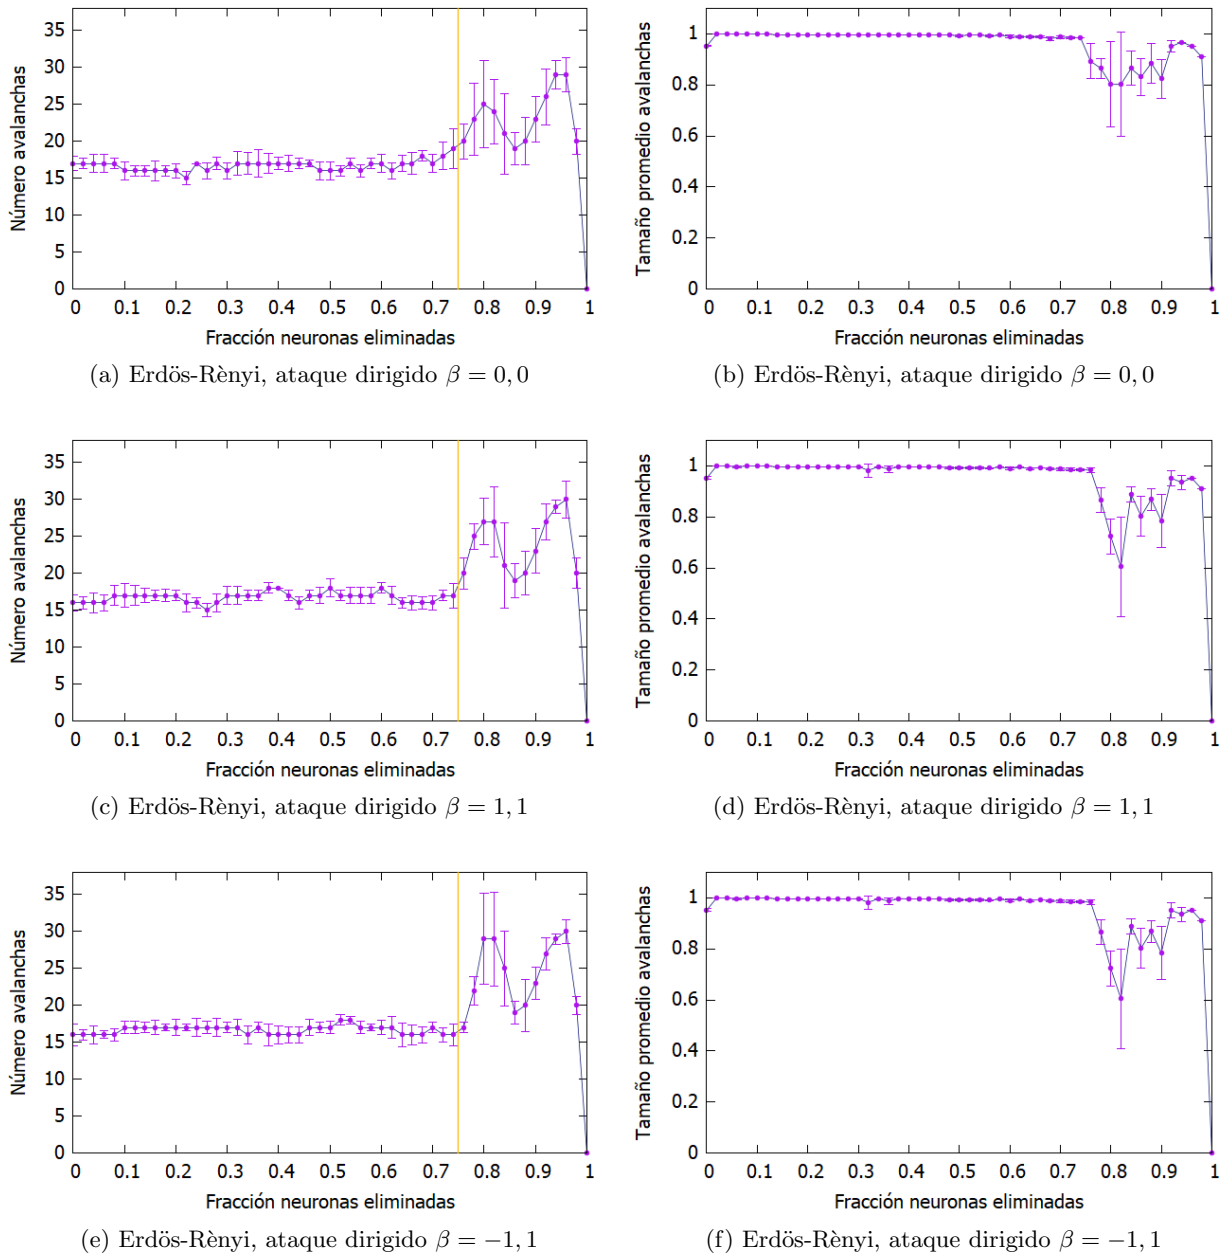 Número avalanchas
35
30
25
20
15
10
5
0
0 0.1 0.2 0.3 0.4 0.5 0.6 0.7 0.8 0.9 1
Fracción neuronas eliminadas
(a) Erdös-Rènyi, ataque dirigido β = 0, 0
Tamaño promedio avalanchas
1
0.8
0.6
0.4
0.2
0
0 0.1 0.2 0.3 0.4 0.5 0.6 0.7 0.8 0.9 1
Fracción neuronas eliminadas
(b) Erdös-Rènyi, ataque dirigido β = 0, 0
Número avalanchas
35
30
25
20
15
10
5
0
0 0.1 0.2 0.3 0.4 0.5 0.6 0.7 0.8 0.9 1
Fracción neuronas eliminadas
(c) Erdös-Rènyi, ataque dirigido β = 1, 1
Tamaño promedio avalanchas
1
0.8
0.6
0.4
0.2
0
0 0.1 0.2 0.3 0.4 0.5 0.6 0.7 0.8 0.9 1
Fracción neuronas eliminadas
(d) Erdös-Rènyi, ataque dirigido β = 1, 1
Número avalanchas
35
30
25
20
15
10
5
0
0 0.1 0.2 0.3 0.4 0.5 0.6 0.7 0.8 0.9 1
Fracción neuronas eliminadas
(e) Erdös-Rènyi, ataque dirigido β = −1, 1
Tamaño promedio avalanchas
1
0.8
0.6
0.4
0.2
0
0 0.1 0.2 0.3 0.4 0.5 0.6 0.7 0.8 0.9 1
Fracción neuronas eliminadas
(f) Erdös-Rènyi, ataque dirigido β = −1, 1